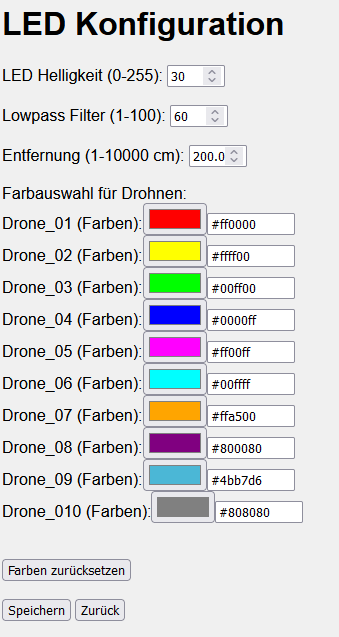 LED Konfiguration
LED Helligkeit (0-255): 30
Lowpass Filter (1-100): 60
Entfernung (1-10000 cm): 200.0
Farbauswahl für Drohnen:
Drone_01 (Farben): #ff0000
Drone_02 (Farben): #ffff00
Drone_03 (Farben): #00ff00
Drone_04 (Farben): #0000ff
Drone_05 (Farben): #ff00ff
Drone_06 (Farben): #00ffff
Drone_07 (Farben): #ffa500
Drone_08 (Farben): #800080
Drone_09 (Farben): #4bb7d6
Drone_010 (Farben): #808080
Farben zurücksetzen
Speichern Zurück